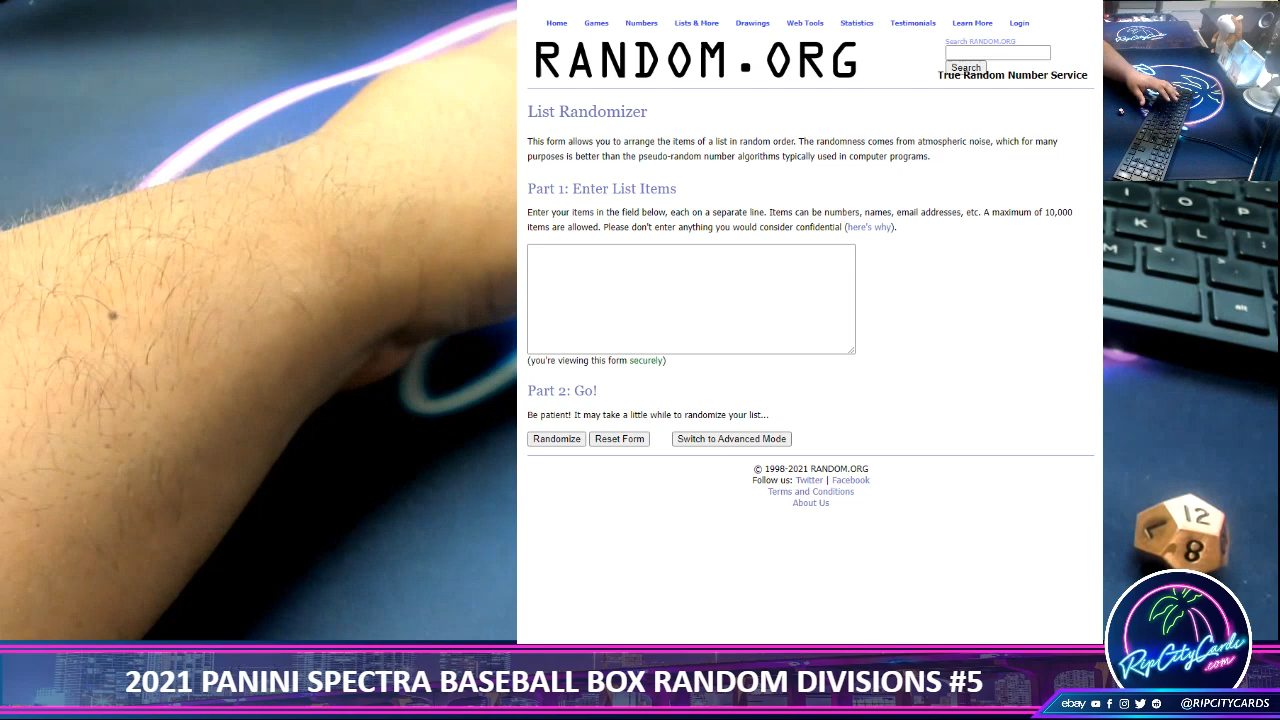 Home Games Numbers Lists & More Drawings Web Tools Statistics Testimonials Learn More Login
RANDOM.ORG
Search RANDOM.ORG
Search
True Random Number Service
List Randomizer
This form allows you to arrange the items of a list in random order. The randomness comes from atmospheric noise, which for many
purposes is better than the pseudo-random number algorithms typically used in computer programs.
Part 1: Enter List Items
Enter your items in the field below, each on a separate line. Items can be numbers, names, email addresses, etc. A maximum of 10,000
items are allowed. Please don't enter anything you would consider confidential (here's why).
(you're viewing this form securely)
Part 2: Go!
Be patient! It may take a little while to randomize your list...
Randomize Reset Form Switch to Advanced Mode
© 1998-2021 RANDOM.ORG
Follow us: Twitter | Facebook
Terms and Conditions
About Us
I O P
K L
12
8
RipCityCards
.com
2021 PANINI SPECTRA BASEBALL BOX RANDOM DIVISIONS #5
ebay @RIPCITYCARDS